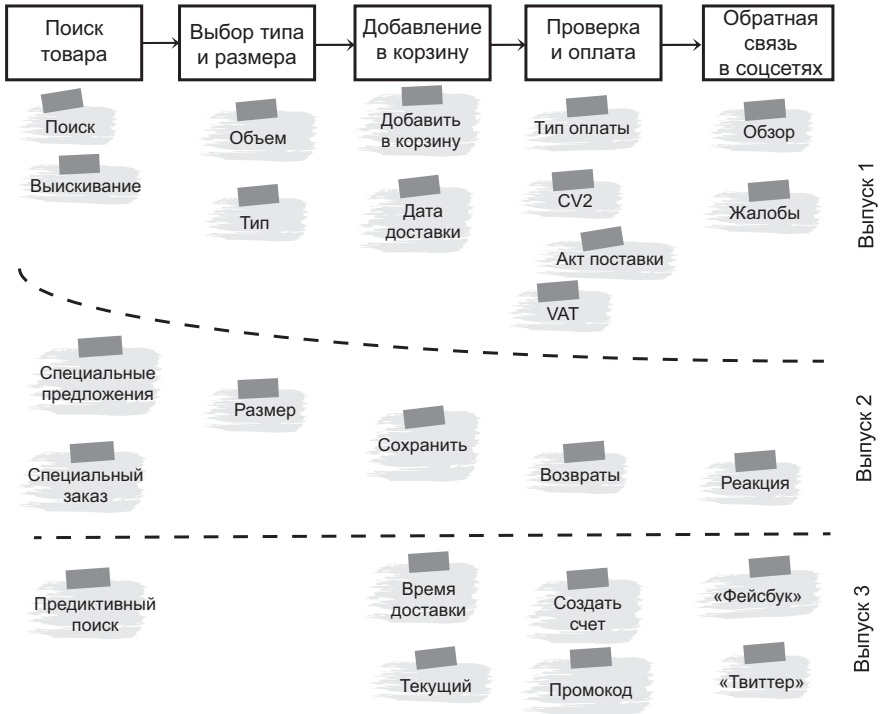 Поиск
товара
Выбор типа
и размера
Добавление
в корзину
Проверка
и оплата
Обратная
связь
в соцсетях
Поиск
Выискивание
Объем
Тип
Добавить
в корзину
Дата
доставки
Тип оплаты
CV2
Акт поставки
VAT
Обзор
Жалобы
Выпуск 1
Специальные
предложения
Специальный
заказ
Размер
Сохранить
Возвраты
Реакция
Выпуск 2
Предиктивный
поиск
Время
доставки
Текущий
Создать
счет
Промокод
«Фейсбук»
«Твиттер»
Выпуск 3